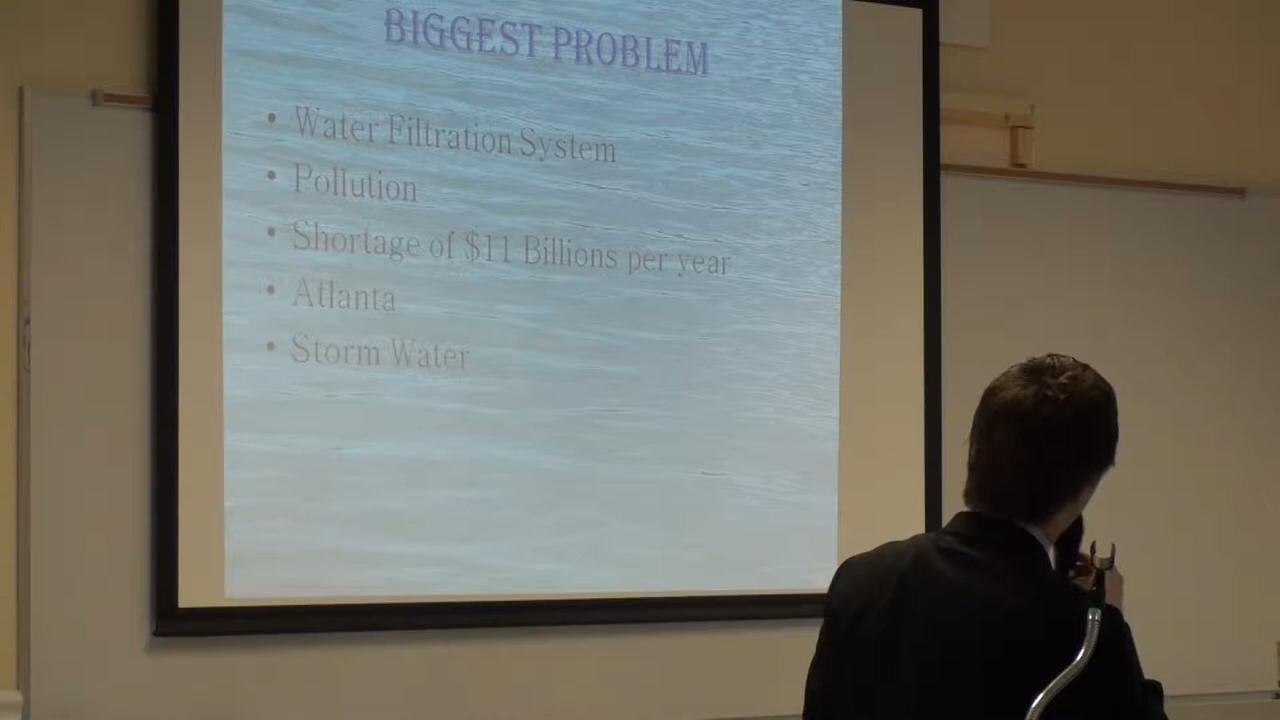 BIGGEST PROBLEM
• Water Filtration System
• Pollution
• Shortage of $11 Billions per year
• Atlanta
• Storm Water